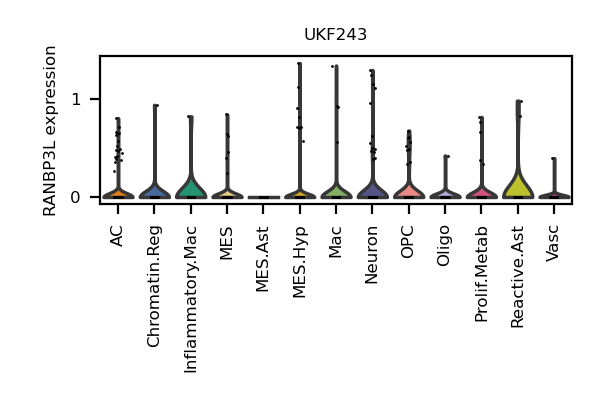 UKF243
RANBP3L expression
1
0
AC
Chromatin.Reg
Inflammatory.Mac
MES
MES.Ast
MES.Hyp
Mac
Neuron
OPC
Oligo
Prolif.Metab
Reactive.Ast
Vasc